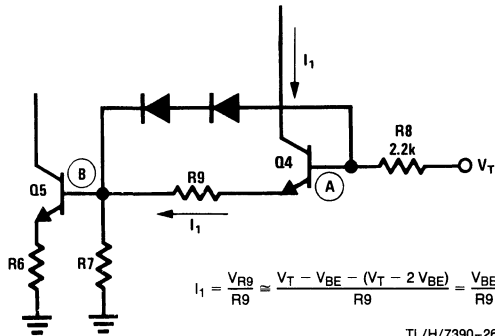 I1
R8
2.2k
VT
Q4
A
B
R9
I1
Q5
R6
R7
I1 = VR9/R9 ≅ (VT − VBE − (VT − 2 VBE))/R9 = VBE/R9
TL/H/7390–26